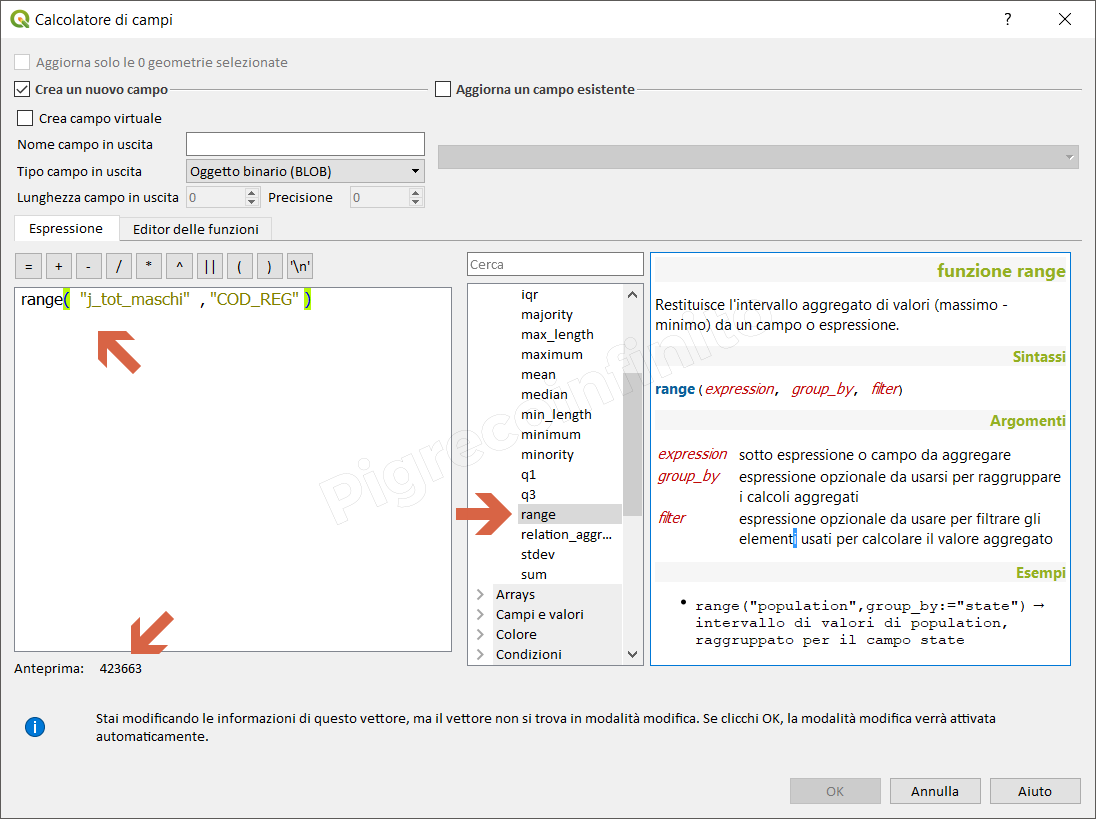 Calcolatore di campi
?
Aggiorna solo le 0 geometrie selezionate
Crea un nuovo campo
Aggiorna un campo esistente
Crea campo virtuale
Nome campo in uscita
Tipo campo in uscita
Oggetto binario (BLOB)
Lunghezza campo in uscita
0
Precisione
0
Espressione
Editor delle funzioni
= + - / * ^ || ( ) '\n'
range( "j_tot_maschi" , "COD_REG" )
Anteprima: 423663
Cerca
iqr
majority
max_length
maximum
mean
median
min_length
minimum
minority
q1
q3
range
relation_aggr...
stdev
sum
Arrays
Campi e valori
Colore
Condizioni
funzione range
Restituisce l'intervallo aggregato di valori (massimo -
minimo) da un campo o espressione.
Sintassi
range(expression, group_by, filter)
Argomenti
expression sotto espressione o campo da aggregare
group_by espressione opzionale da usarsi per raggruppare
i calcoli aggregati
filter espressione opzionale da usare per filtrare gli
elementi usati per calcolare il valore aggregato
Esempi
• range("population",group_by:="state") →
intervallo di valori di population,
raggruppato per il campo state
Pigrecoinfinito
Stai modificando le informazioni di questo vettore, ma il vettore non si trova in modalità modifica. Se clicchi OK, la modalità modifica verrà attivata
automaticamente.
OK
Annulla
Aiuto